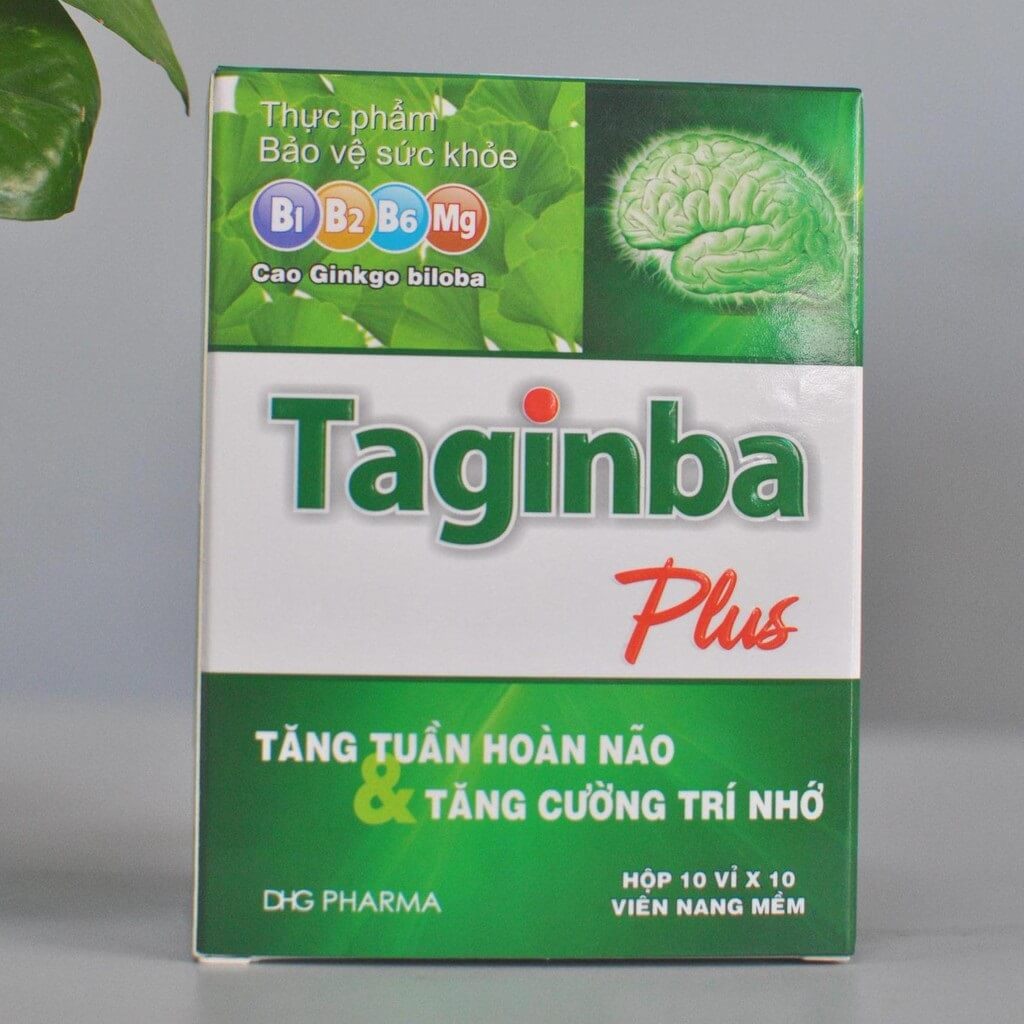 Thực phẩm
Bảo vệ sức khỏe
B1 B2 B6 Mg
Cao Ginkgo biloba
Taginba
Plus
TĂNG TUẦN HOÀN NÃO
& TĂNG CƯỜNG TRÍ NHỚ
DHG PHARMA
HỘP 10 VỈ X 10
VIÊN NANG MỀM